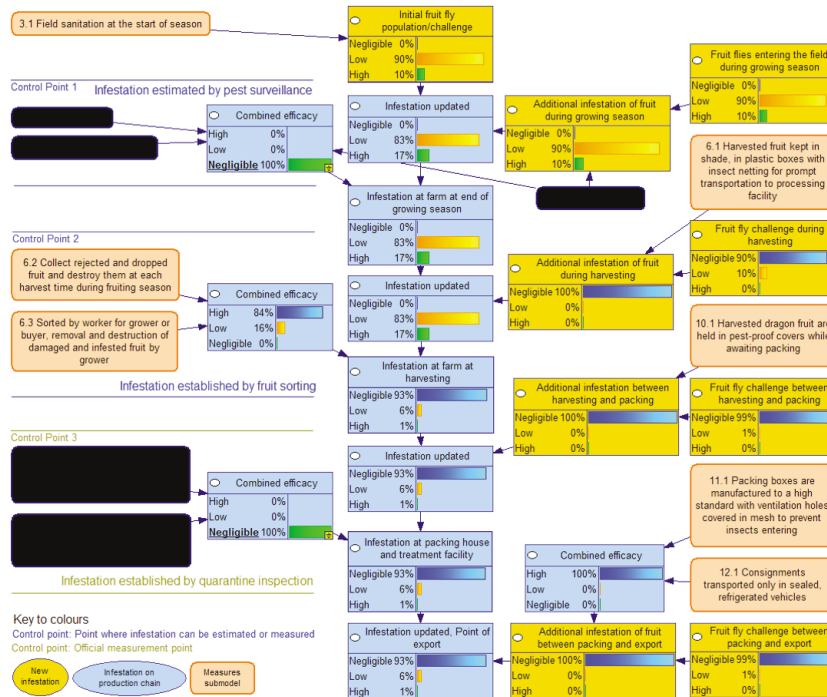 3.1 Field sanitation at the start of season
Initial fruit fly
population/challenge
Negligible 0%
Low 90%
High 10%
Fruit flies entering the field
during growing season
Negligible 0%
Low 90%
High 10%
Control Point 1
Infestation estimated by pest surveillance
Combined efficacy
High 0%
Low 0%
Negligible 100%
Infestation updated
Negligible 0%
Low 83%
High 17%
Additional infestation of fruit
during growing season
Negligible 0%
Low 90%
High 10%
6.1 Harvested fruit kept in
shade, in plastic boxes with
insect netting for prompt
transportation to processing
facility
Infestation at farm at end of
growing season
Negligible 0%
Low 83%
High 17%
Control Point 2
6.2 Collect rejected and dropped
fruit and destroy them at each
harvest time during fruiting season
6.3 Sorted by worker for grower or
buyer, removal and destruction of
damaged and infested fruit by
grower
Combined efficacy
High 84%
Low 16%
Negligible 0%
Infestation updated
Negligible 0%
Low 83%
High 17%
Additional infestation of fruit
during harvesting
Negligible 100%
Low 0%
High 0%
Fruit fly challenge during
harvesting
Negligible 90%
Low 10%
High 0%
10.1 Harvested dragon fruit are
held in pest-proof covers while
awaiting packing
Infestation established by fruit sorting
Infestation at farm at
harvesting
Negligible 93%
Low 6%
High 1%
Additional infestation between
harvesting and packing
Negligible 100%
Low 0%
High 0%
Fruit fly challenge between
harvesting and packing
Negligible 99%
Low 1%
High 0%
Control Point 3
Combined efficacy
High 0%
Low 0%
Negligible 100%
Infestation updated
Negligible 93%
Low 6%
High 1%
11.1 Packing boxes are
manufactured to a high
standard with ventilation holes
covered in mesh to prevent
insects entering
Infestation at packing house
and treatment facility
Negligible 93%
Low 6%
High 1%
Combined efficacy
High 100%
Low 0%
Negligible 0%
12.1 Consignments
transported only in sealed,
refrigerated vehicles
Infestation established by quarantine inspection
Infestation updated, Point of
export
Negligible 93%
Low 6%
High 1%
Additional infestation of fruit
between packing and export
Negligible 100%
Low 0%
High 0%
Fruit fly challenge between
packing and export
Negligible 99%
Low 1%
High 0%
Key to colours
Control point: Point where infestation can be estimated or measured
Control point: Official measurement point
New
infestation
Infestation on
production chain
Measures
submodel